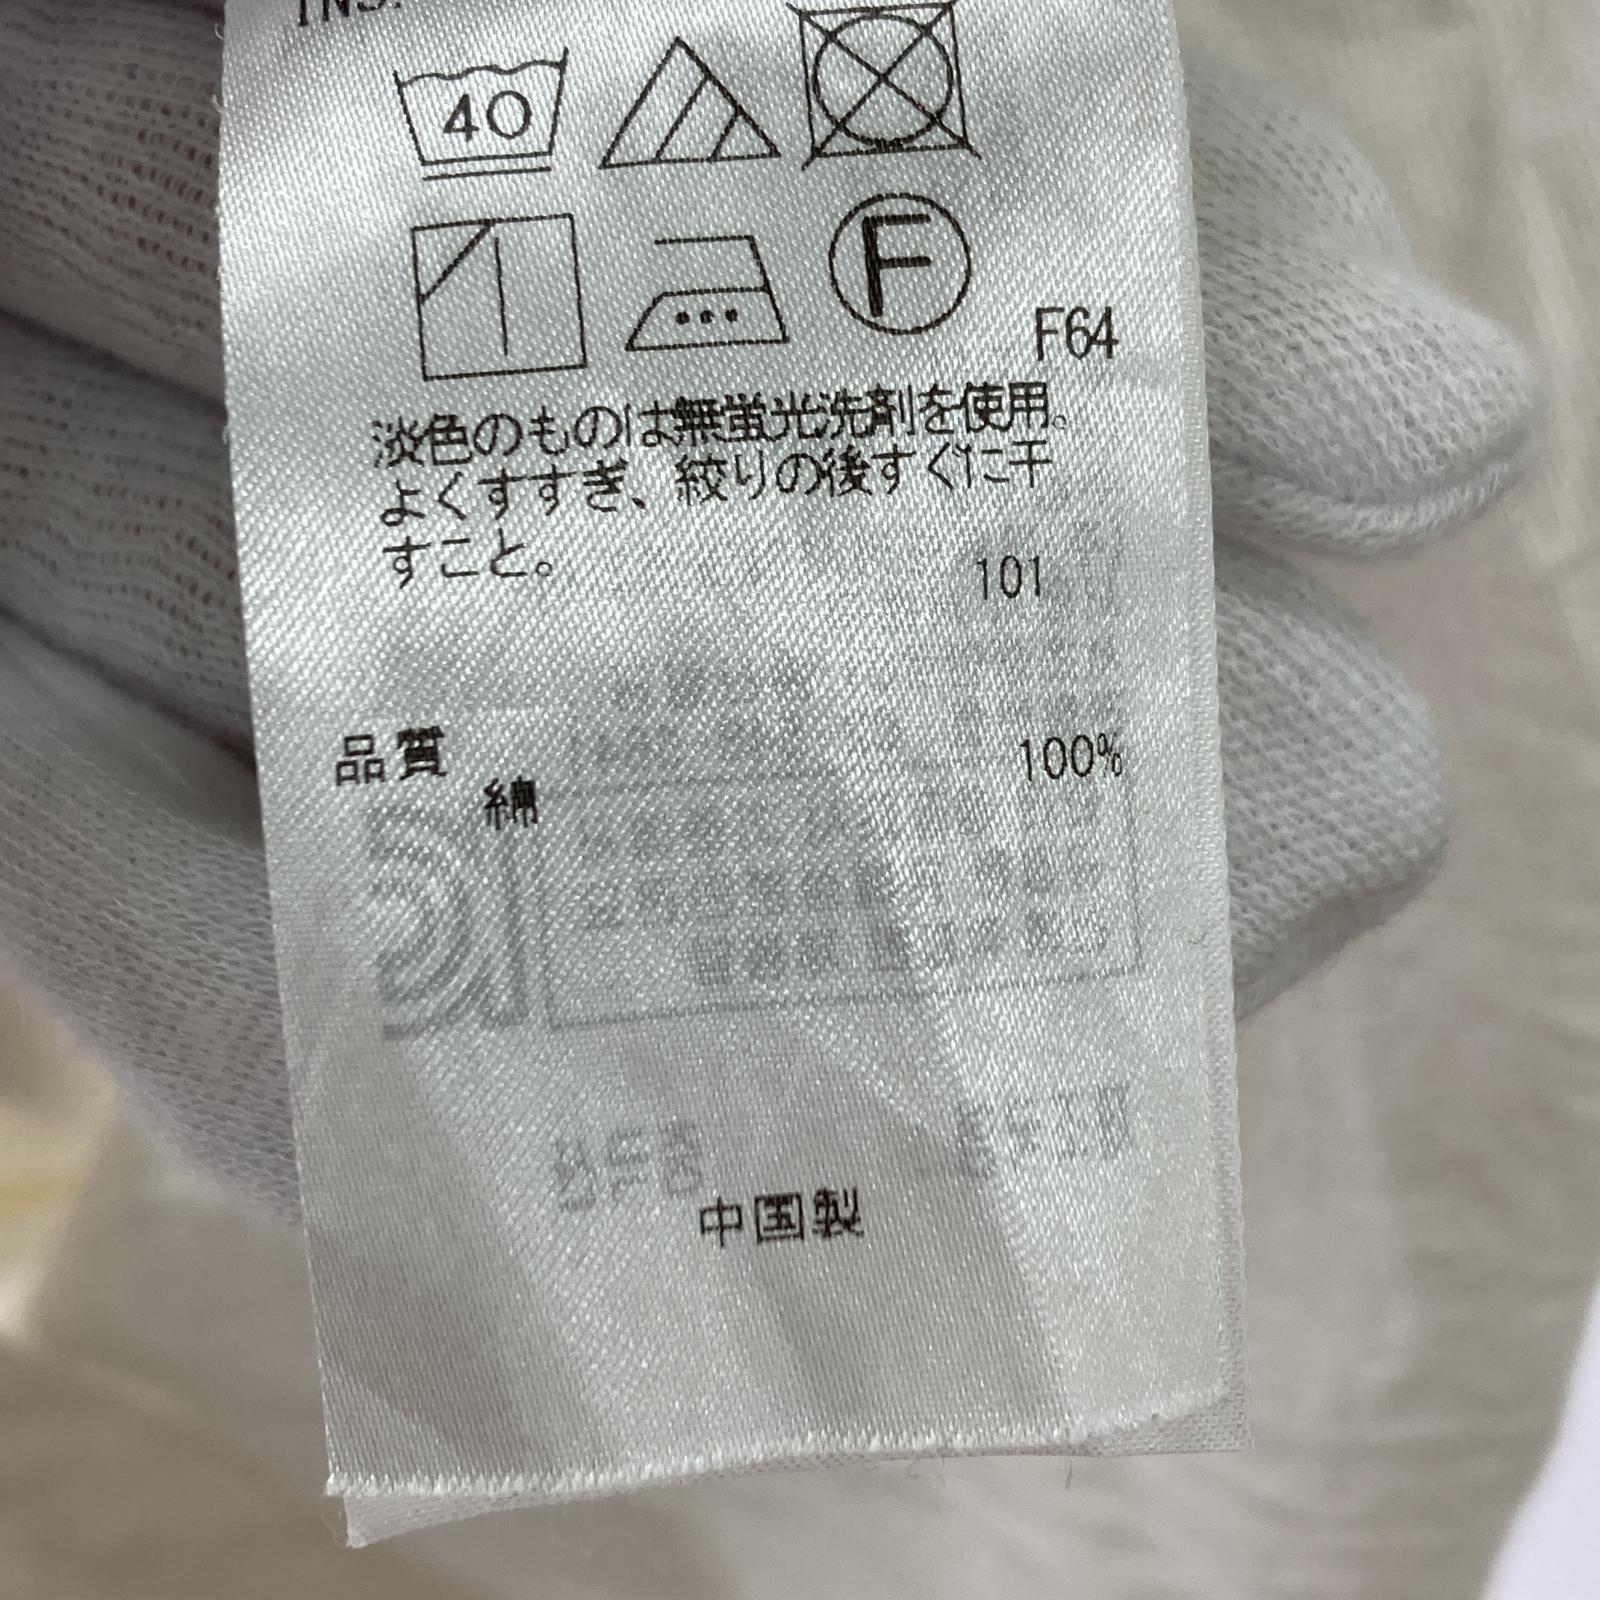 INS.
40
F
F64
淡色のものは無蛍光洗剤を使用。
よくすすぎ、絞りの後すぐに干
すこと。
101
品質
100%
綿
中国製